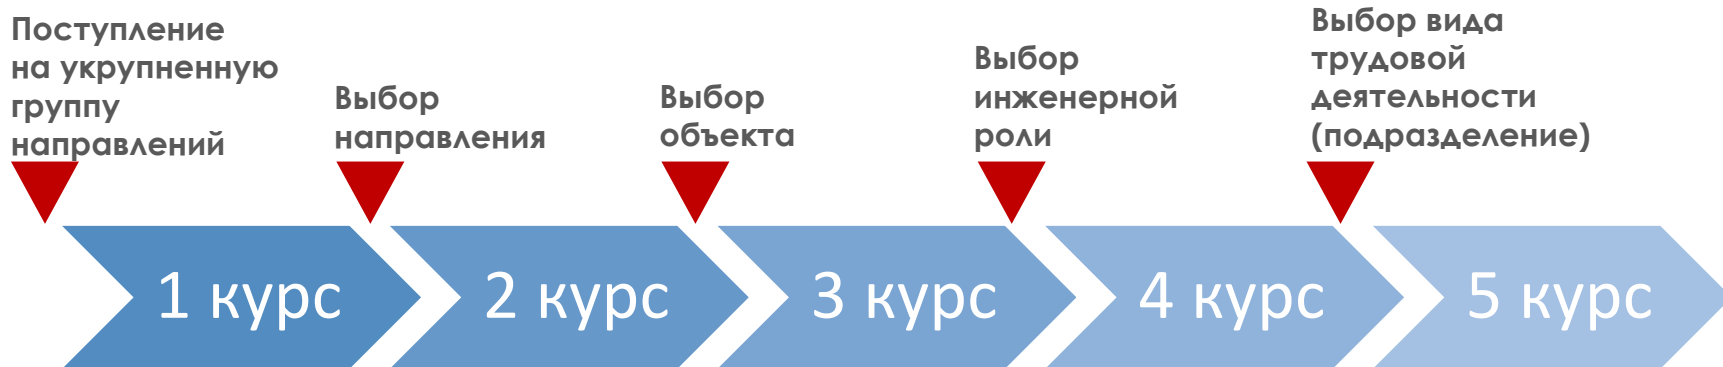 Поступление
на укрупненную
группу
направлений
Выбор
направления
Выбор
объекта
Выбор
инженерной
роли
Выбор вида
трудовой
деятельности
(подразделение)
1 курс
2 курс
3 курс
4 курс
5 курс